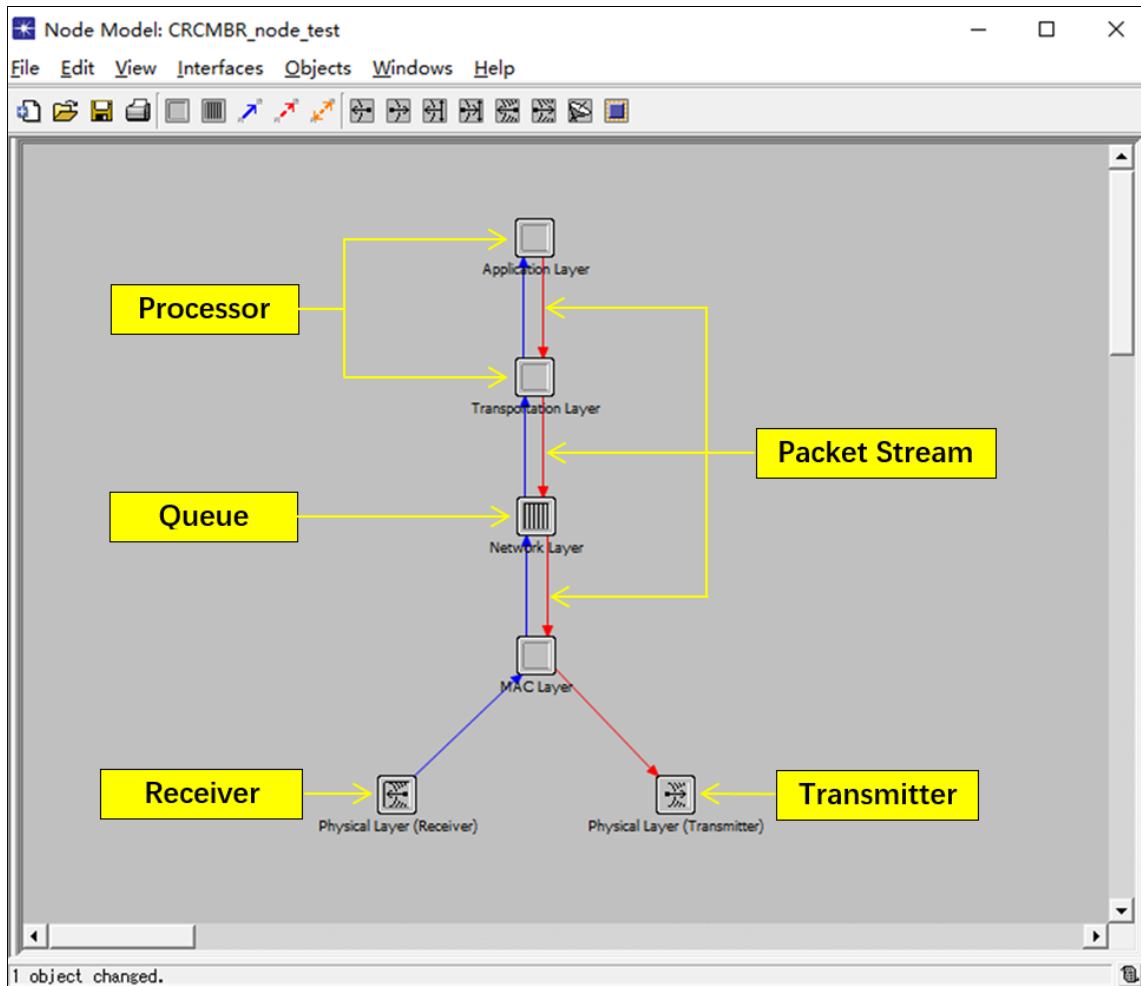 Node Model: CRCMBR_node_test
File Edit View Interfaces Objects Windows Help
Application Layer
Processor
Transportation Layer
Packet Stream
Queue
Network Layer
MAC Layer
Receiver
Transmitter
Physical Layer (Receiver)
Physical Layer (Transmitter)
1 object changed.